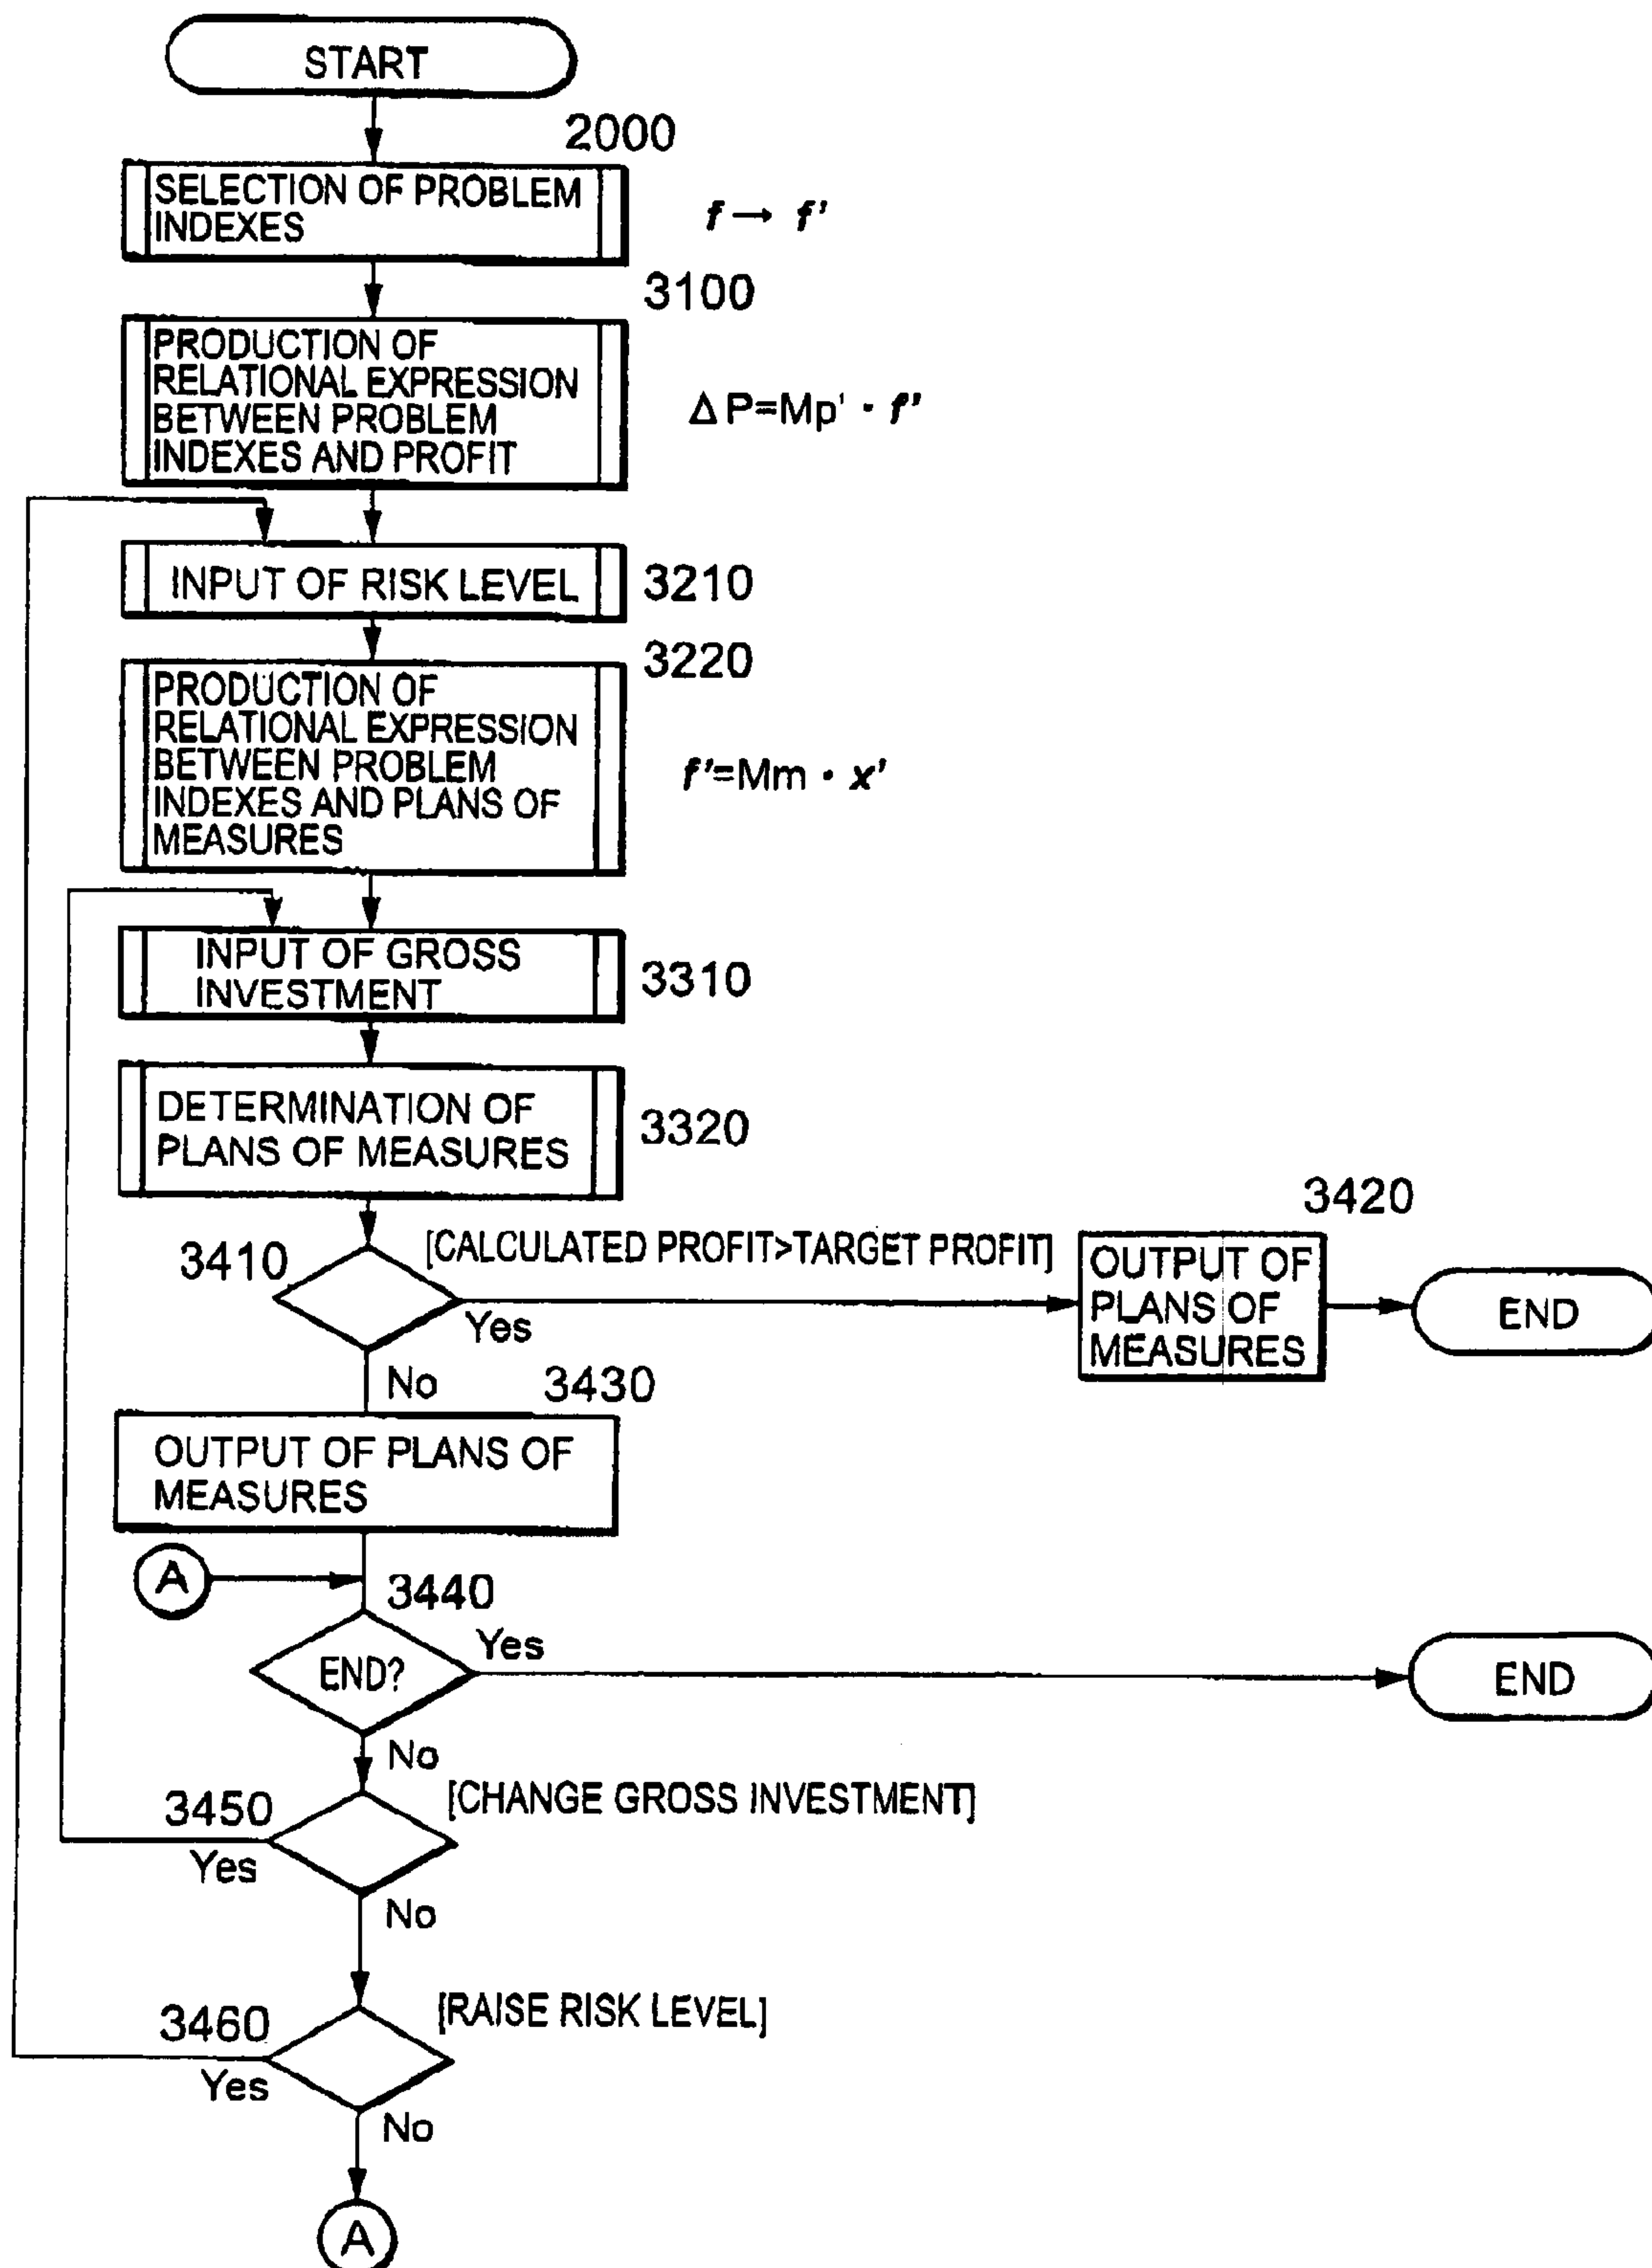 START
2000
SELECTION OF PROBLEM
INDEXES
f → f'
3100
PRODUCTION OF
RELATIONAL EXPRESSION
BETWEEN PROBLEM
INDEXES AND PROFIT
ΔP=Mp' · f'
INPUT OF RISK LEVEL
3210
3220
PRODUCTION OF
RELATIONAL EXPRESSION
BETWEEN PROBLEM
INDEXES AND PLANS OF
MEASURES
f'=Mm · x'
INPUT OF GROSS
INVESTMENT
3310
DETERMINATION OF
PLANS OF MEASURES
3320
3410
[CALCULATED PROFIT>TARGET PROFIT]
Yes
3420
OUTPUT OF
PLANS OF
MEASURES
END
No
3430
OUTPUT OF PLANS OF
MEASURES
A
3440
END?
Yes
END
No
3450
[CHANGE GROSS INVESTMENT]
Yes
No
3460
[RAISE RISK LEVEL]
Yes
No
A